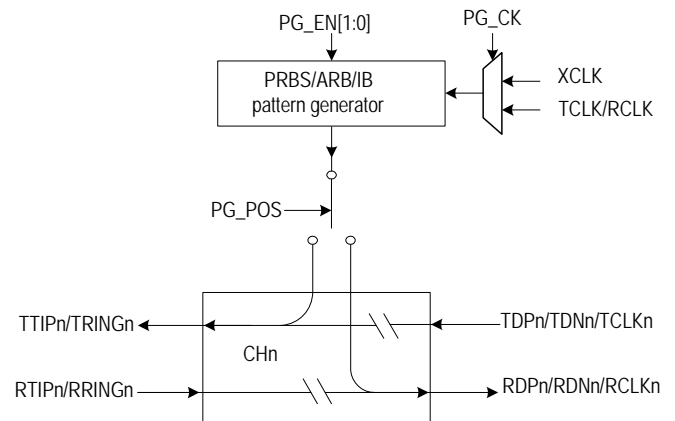 PG_EN[1:0]
PG_CK
PRBS/ARB/IB
pattern generator
XCLK
TCLK/RCLK
PG_POS
TTIPn/TRINGn
TDPn/TDNn/TCLKn
CHn
RTIPn/RRINGn
RDPn/RDNn/RCLKn